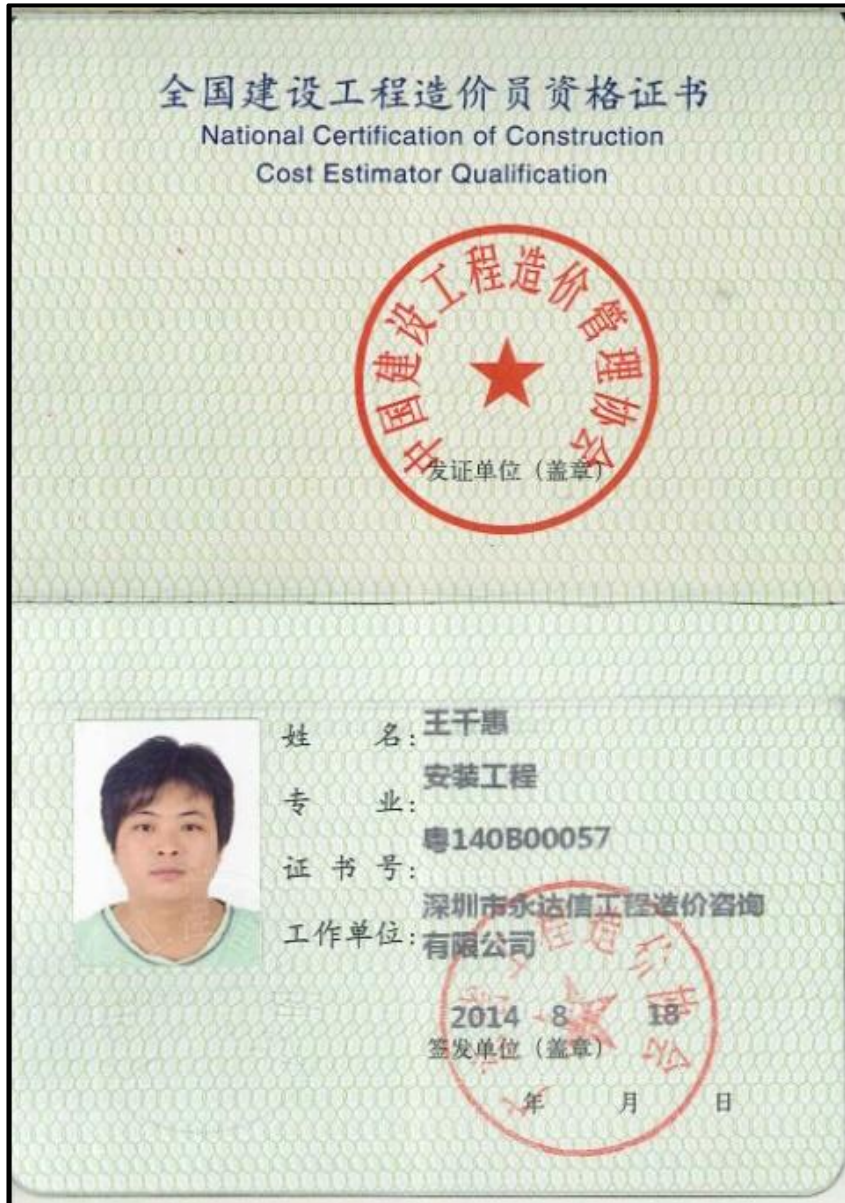 全国建设工程造价员资格证书
National Certification of Construction
Cost Estimator Qualification
中国建设工程造价管理协会
发证单位（盖章）
姓 名：王千惠
专 业：安装工程
证 书 号：粤140B00057
工作单位：深圳市永达信工程造价咨询
有限公司
2014 8 18
签发单位（盖章）
年 月 日